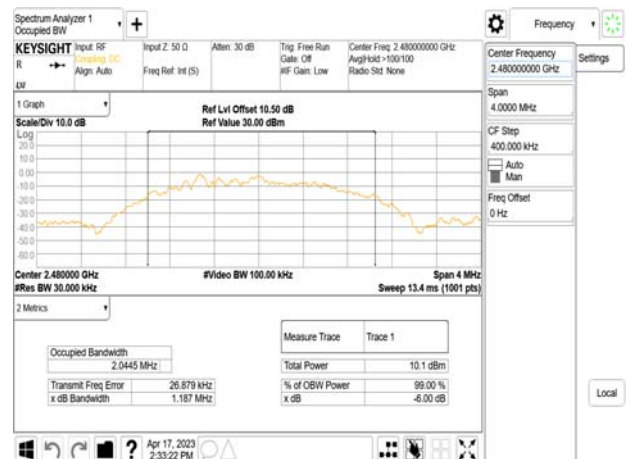 Spectrum Analyzer 1
Occupied BW
Frequency
KEYSIGHT
Input: RF
Coupling: DC
Align: Auto
Input Z: 50 Ω
Freq Ref: Int (S)
Atten: 30 dB
Trig: Free Run
Gate: Off
#IF Gain: Low
Center Freq: 2.480000000 GHz
Avg|Hold:>100/100
Radio Std: None
R
LXI
Center Frequency
2.480000000 GHz
Settings
Span
4.0000 MHz
CF Step
400.000 kHz
Auto
Man
Freq Offset
0 Hz
1 Graph
Scale/Div 10.0 dB
Ref Lvl Offset 10.50 dB
Ref Value 30.00 dBm
Log
20.0
10.0
0.00
-10.0
-20.0
-30.0
-40.0
-50.0
-60.0
Center 2.480000 GHz
#Res BW 30.000 kHz
#Video BW 100.00 kHz
Span 4 MHz
Sweep 13.4 ms (1001 pts)
2 Metrics
Measure Trace Trace 1
Occupied Bandwidth
2.0445 MHz
Total Power 10.1 dBm
Transmit Freq Error 26.879 kHz
% of OBW Power 99.00 %
x dB Bandwidth 1.187 MHz
x dB -6.00 dB
Local
?
Apr 17, 2023
2:33:22 PM